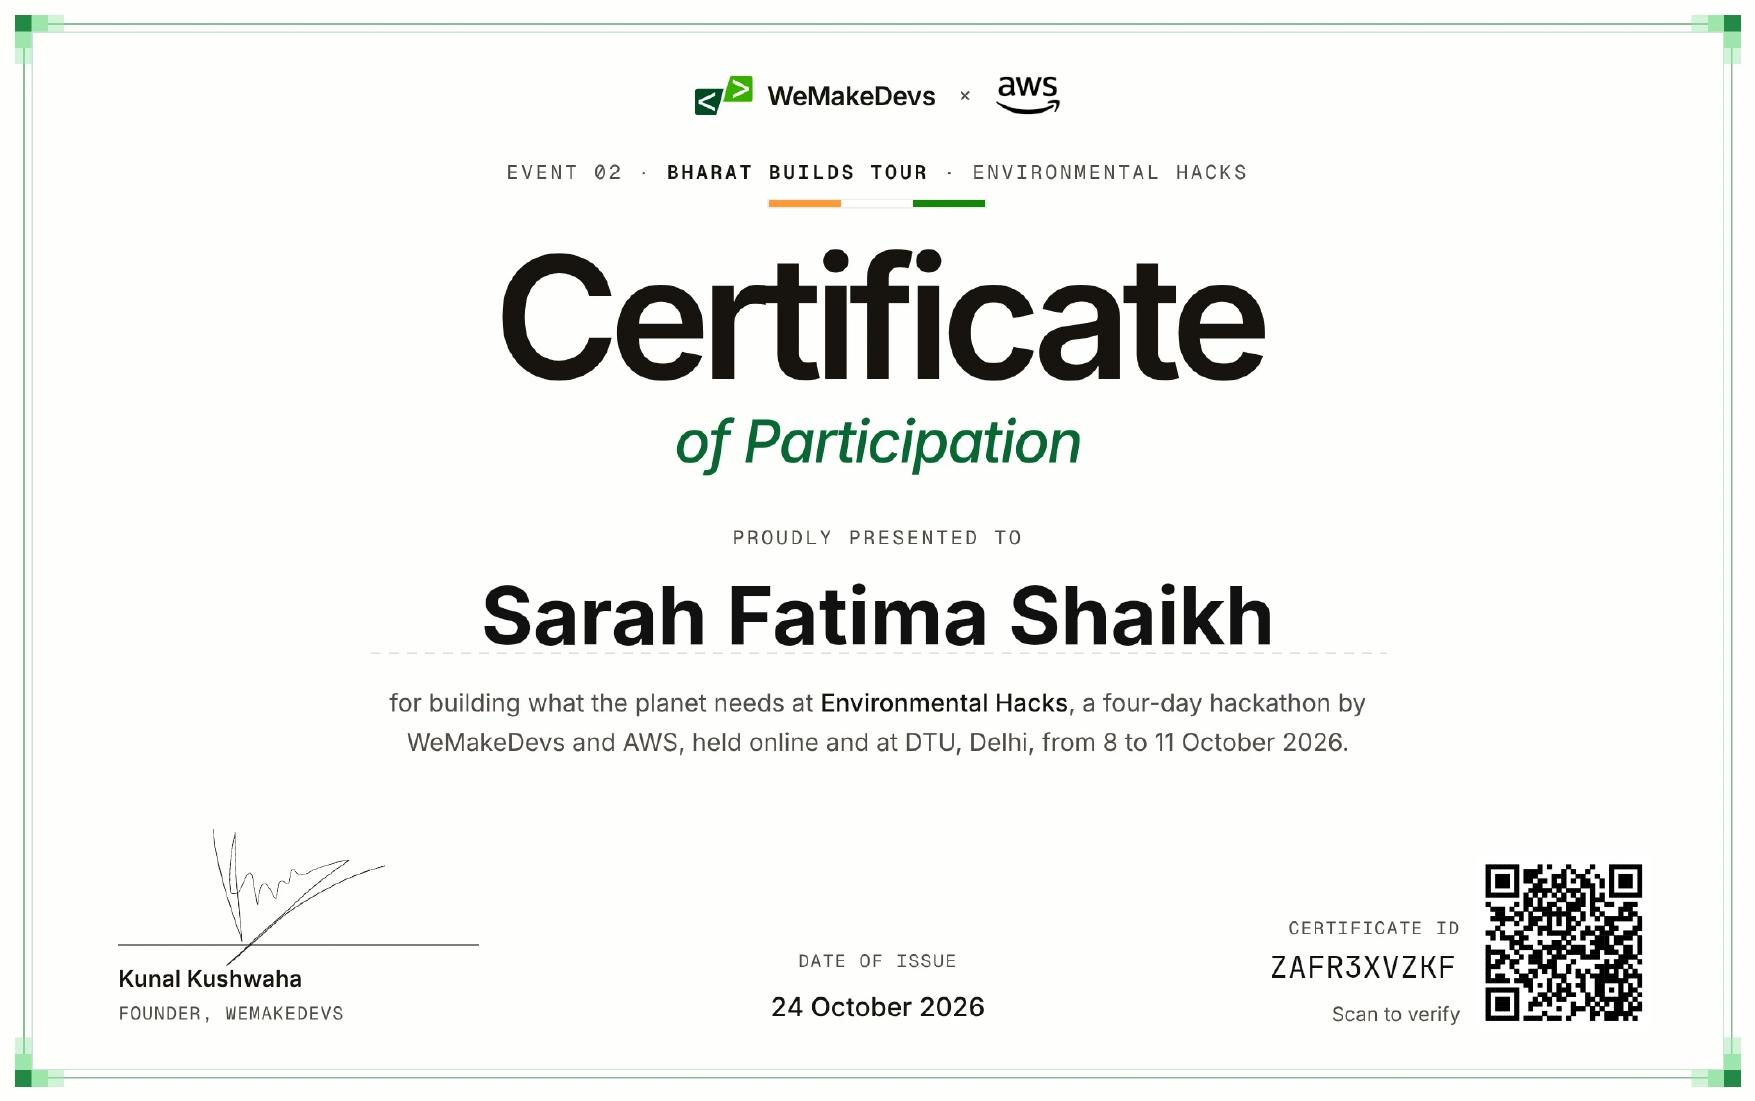 WeMakeDevs × aws
EVENT 02 · BHARAT BUILDS TOUR · ENVIRONMENTAL HACKS
Certificate
of Participation
PROUDLY PRESENTED TO
Sarah Fatima Shaikh
for building what the planet needs at Environmental Hacks, a four-day hackathon by
WeMakeDevs and AWS, held online and at DTU, Delhi, from 8 to 11 October 2026.
Kunal Kushwaha
FOUNDER, WEMAKEDEVS
DATE OF ISSUE
24 October 2026
CERTIFICATE ID
ZAFR3XVZKF
Scan to verify